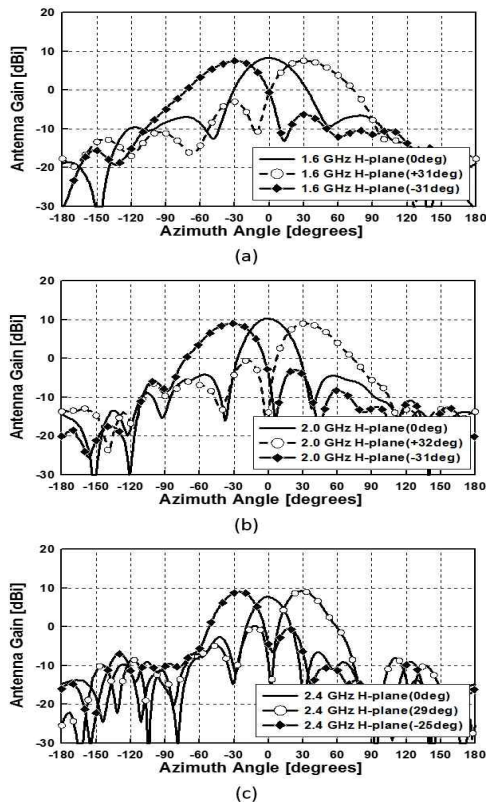 Antenna Gain [dBi]
20
10
0
-10
-20
-30
-180 -150 -120 -90 -60 -30 0 30 60 90 120 150 180
1.6 GHz H-plane(0deg)
1.6 GHz H-plane(+31deg)
1.6 GHz H-plane(-31deg)
Azimuth Angle [degrees]
(a)
Antenna Gain [dBi]
20
10
0
-10
-20
-30
-180 -150 -120 -90 -60 -30 0 30 60 90 120 150 180
2.0 GHz H-plane(0deg)
2.0 GHz H-plane(+32deg)
2.0 GHz H-plane(-31deg)
Azimuth Angle [degrees]
(b)
Antenna Gain [dBi]
20
10
0
-10
-20
-30
-180 -150 -120 -90 -60 -30 0 30 60 90 120 150 180
2.4 GHz H-plane(0deg)
2.4 GHz H-plane(29deg)
2.4 GHz H-plane(-25deg)
Azimuth Angle [degrees]
(c)